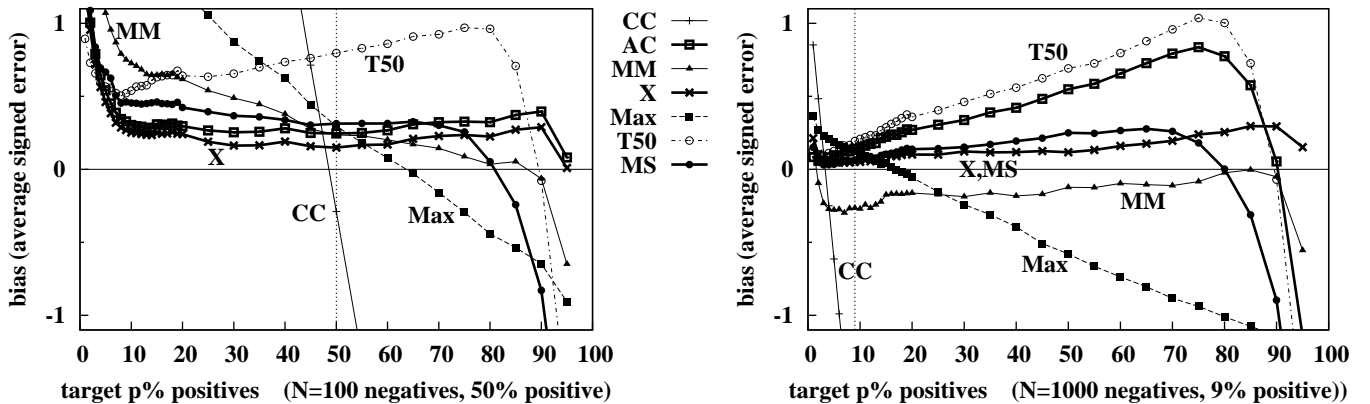 bias (average signed error)
1
0
-1
0 10 20 30 40 50 60 70 80 90 100
target p% positives (N=100 negatives, 50% positive)
MM
T50
X
CC
Max
CC
AC
MM
X
Max
T50
MS
bias (average signed error)
1
0
-1
0 10 20 30 40 50 60 70 80 90 100
target p% positives (N=1000 negatives, 9% positive))
T50
X,MS
MM
CC
Max